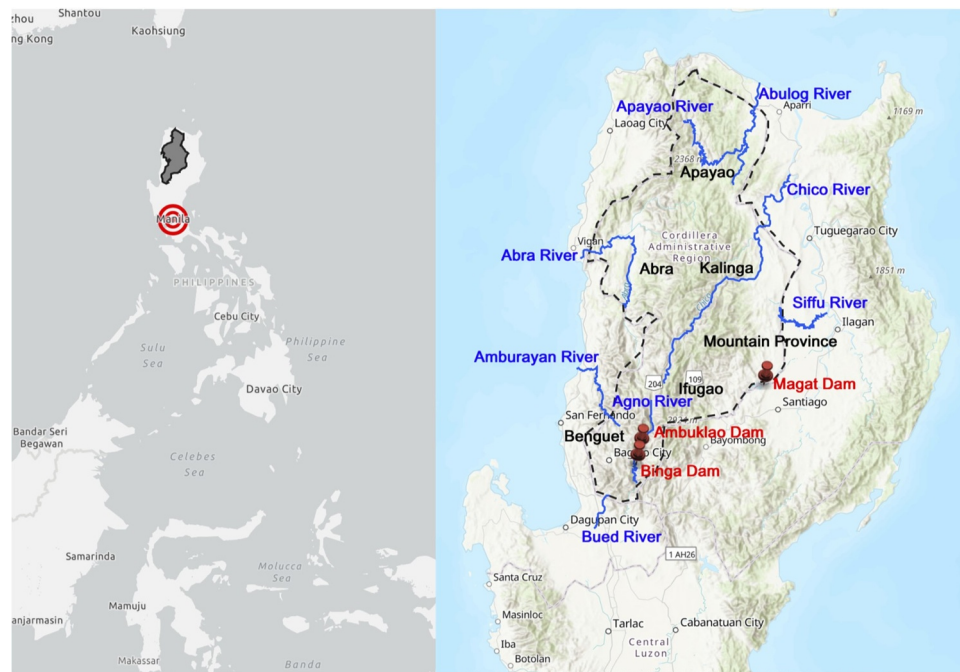 Shantou
Kaohsiung
ng Kong
Manila
PHILIPPINES
Cebu City
Philippine
Sea
Sulu
Sea
Davao City
Bandar Seri
Begawan
Celebes
Sea
Samarinda
Molucca
Sea
Mamuju
anjarmasin
Makassar
Banda
Abulog River
Apayao River
Aparri
1169 m
Laoag City
2368 m
Apayao
Chico River
Tuguegarao City
Cordillera
Administrative
Region
Vigan
Abra River
Abra
Kalinga
1851 m
Siffu River
Ilagan
Mountain Province
Amburayan River
Magat Dam
204
109
Ifugao
Agno River
Santiago
San Fernando
Ambuklao Dam
Benguet
Bayombong
Binga Dam
Dagupan City
Bued River
1 AH26
Santa Cruz
Masinloc
Tarlac
Cabanatuan City
Iba
Central
Luzon
Botolan